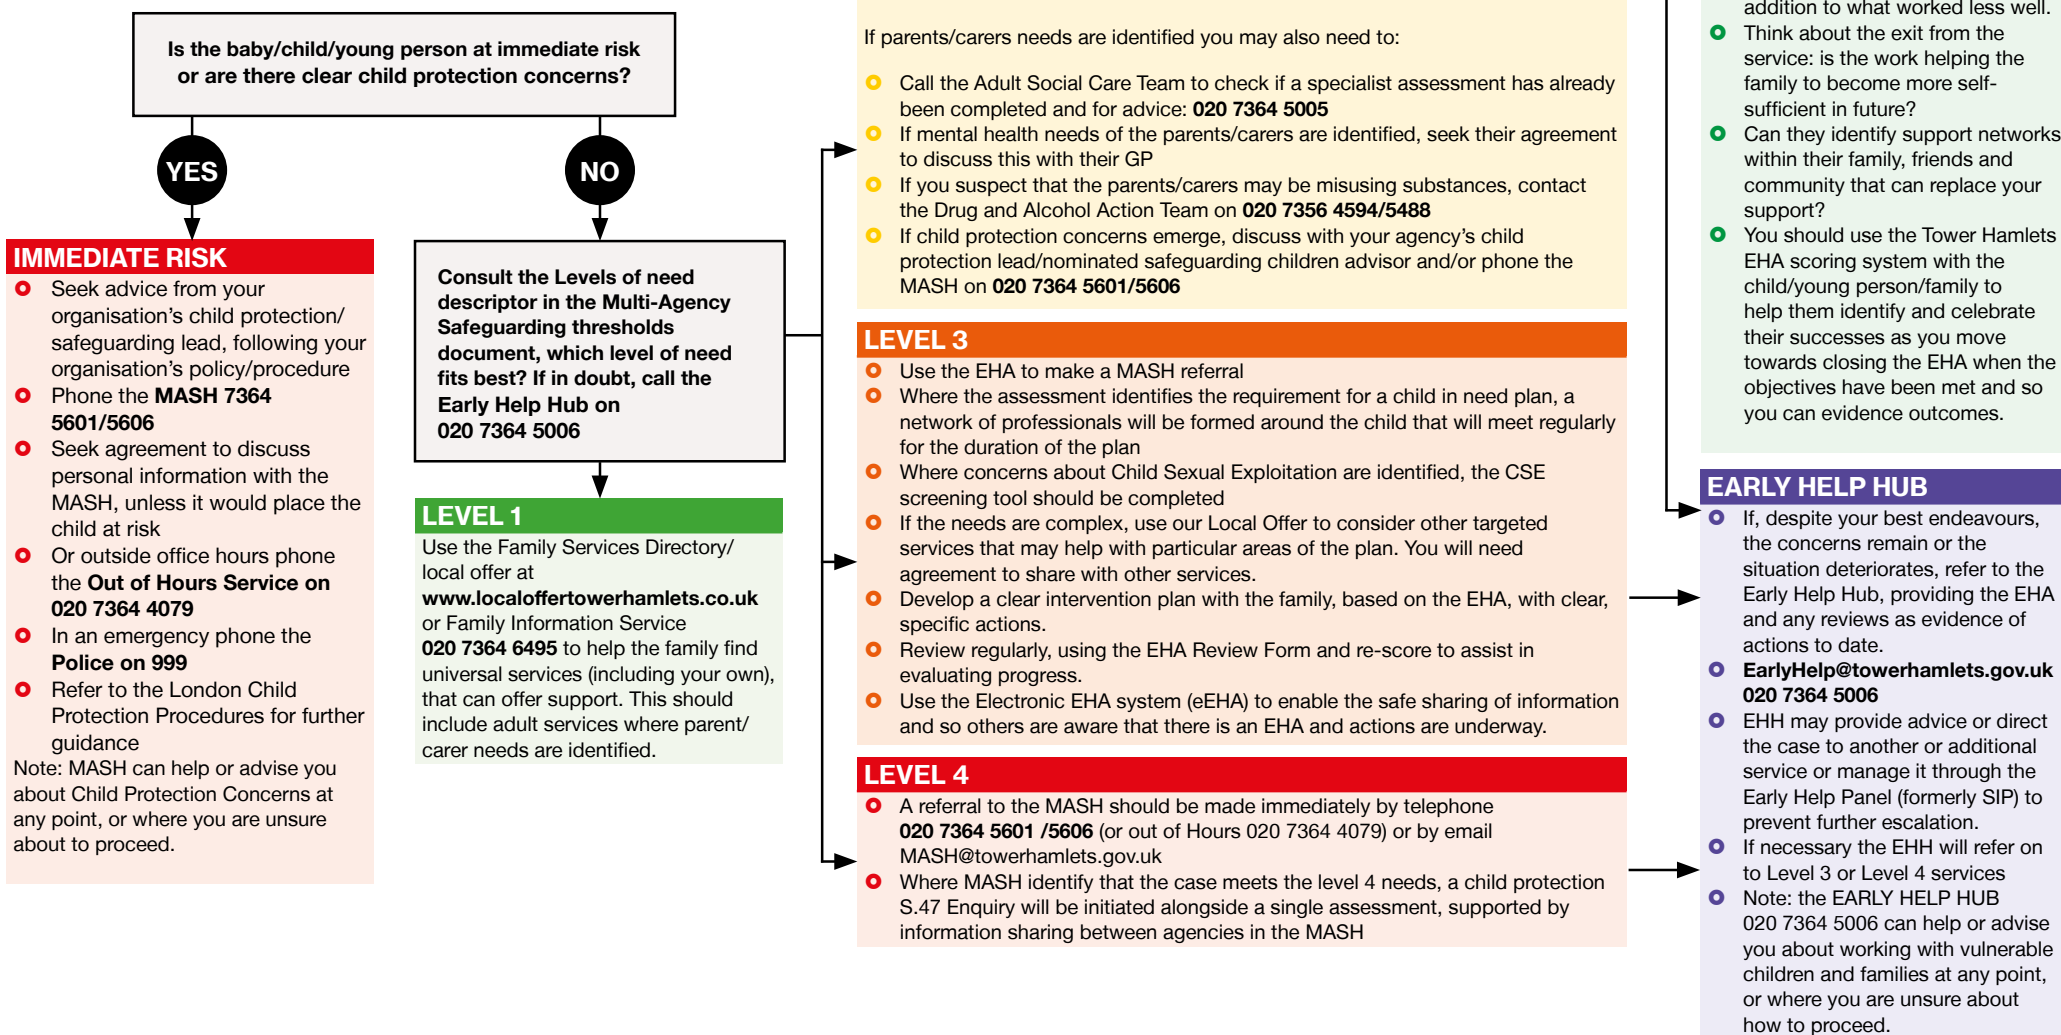 Is the baby/child/young person at immediate risk
or are there clear child protection concerns?
YES
NO
IMMEDIATE RISK
Seek advice from your
organisation’s child protection/
safeguarding lead, following your
organisation’s policy/procedure
Phone the MASH 7364
5601/5606
Seek agreement to discuss
personal information with the
MASH, unless it would place the
child at risk
Or outside office hours phone
the Out of Hours Service on
020 7364 4079
In an emergency phone the
Police on 999
Refer to the London Child
Protection Procedures for further
guidance
Note: MASH can help or advise you
about Child Protection Concerns at
any point, or where you are unsure
about to proceed.
Consult the Levels of need
descriptor in the Multi-Agency
Safeguarding thresholds
document, which level of need
fits best? If in doubt, call the
Early Help Hub on
020 7364 5006
LEVEL 1
Use the Family Services Directory/
local offer at
www.localoffertowerhamlets.co.uk
or Family Information Service
020 7364 6495 to help the family find
universal services (including your own),
that can offer support. This should
include adult services where parent/
carer needs are identified.
If parents/carers needs are identified you may also need to:
Call the Adult Social Care Team to check if a specialist assessment has already
been completed and for advice: 020 7364 5005
If mental health needs of the parents/carers are identified, seek their agreement
to discuss this with their GP
If you suspect that the parents/carers may be misusing substances, contact
the Drug and Alcohol Action Team on 020 7356 4594/5488
If child protection concerns emerge, discuss with your agency’s child
protection lead/nominated safeguarding children advisor and/or phone the
MASH on 020 7364 5601/5606
LEVEL 3
Use the EHA to make a MASH referral
Where the assessment identifies the requirement for a child in need plan, a
network of professionals will be formed around the child that will meet regularly
for the duration of the plan
Where concerns about Child Sexual Exploitation are identified, the CSE
screening tool should be completed
If the needs are complex, use our Local Offer to consider other targeted
services that may help with particular areas of the plan. You will need
agreement to share with other services.
Develop a clear intervention plan with the family, based on the EHA, with clear,
specific actions.
Review regularly, using the EHA Review Form and re-score to assist in
evaluating progress.
Use the Electronic EHA system (eEHA) to enable the safe sharing of information
and so others are aware that there is an EHA and actions are underway.
LEVEL 4
A referral to the MASH should be made immediately by telephone
020 7364 5601 /5606 (or out of Hours 020 7364 4079) or by email
MASH@towerhamlets.gov.uk
Where MASH identify that the case meets the level 4 needs, a child protection
S.47 Enquiry will be initiated alongside a single assessment, supported by
information sharing between agencies in the MASH
addition to what worked less well.
Think about the exit from the
service: is the work helping the
family to become more self-
sufficient in future?
Can they identify support networks
within their family, friends and
community that can replace your
support?
You should use the Tower Hamlets
EHA scoring system with the
child/young person/family to
help them identify and celebrate
their successes as you move
towards closing the EHA when the
objectives have been met and so
you can evidence outcomes.
EARLY HELP HUB
If, despite your best endeavours,
the concerns remain or the
situation deteriorates, refer to the
Early Help Hub, providing the EHA
and any reviews as evidence of
actions to date.
EarlyHelp@towerhamlets.gov.uk
020 7364 5006
EHH may provide advice or direct
the case to another or additional
service or manage it through the
Early Help Panel (formerly SIP) to
prevent further escalation.
If necessary the EHH will refer on
to Level 3 or Level 4 services
Note: the EARLY HELP HUB
020 7364 5006 can help or advise
you about working with vulnerable
children and families at any point,
or where you are unsure about
how to proceed.